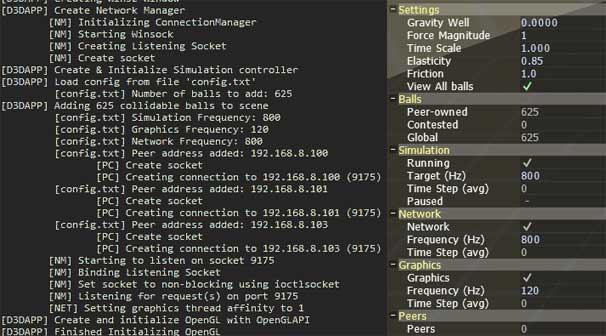 [D3DAPP] Create Network Manager
[NM] Initializing ConnectionManager
[NM] Starting Winsock
[NM] Creating Listening Socket
[NM] Create socket
[D3DAPP] Create & Initialize Simulation controller
[D3DAPP] Load config from file 'config.txt'
[config.txt] Number of balls to add: 625
[D3DAPP] Adding 625 collidable balls to scene
[config.txt] Simulation Frequency: 800
[config.txt] Graphics Frequency: 120
[config.txt] Network Frequency: 800
[config.txt] Peer address added: 192.168.8.100
[PC] Create socket
[PC] Creating connection to 192.168.8.100 (9175)
[config.txt] Peer address added: 192.168.8.101
[PC] Create socket
[PC] Creating connection to 192.168.8.101 (9175)
[config.txt] Peer address added: 192.168.8.103
[PC] Create socket
[PC] Creating connection to 192.168.8.103 (9175)
[NM] Starting to listen on socket 9175
[NM] Binding Listening Socket
[NM] Set socket to non-blocking using ioctlsocket
[NM] Listening for request(s) on port 9175
[NET] Setting graphics thread affinity to 1
[D3DAPP] Create and initialize OpenGL with OpenGLAPI
[D3DAPP] Finished Initializing OpenGL
Settings
Gravity Well 0.0000
Force Magnitude 1
Time Scale 1.000
Elasticity 0.85
Friction 1.0
View All balls ✓
Balls
Peer-owned 625
Contested 0
Global 625
Simulation
Running ✓
Target (Hz) 800
Time Step (avg) 0
Paused -
Network
Network ✓
Frequency (Hz) 800
Time Step (avg) 0
Graphics
Graphics ✓
Frequency (Hz) 120
Time Step (avg) 0
Peers
Peers 0